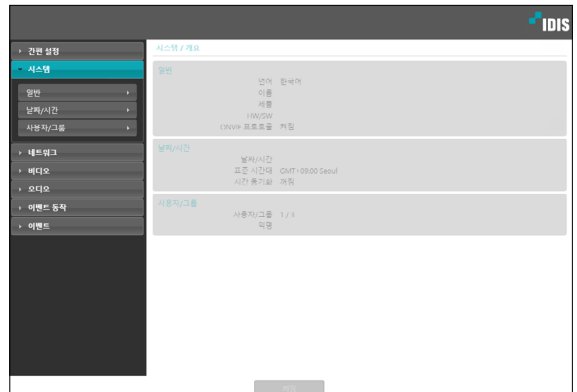 IDIS
간편 설정
시스템
일반
날짜/시간
사용자/그룹
네트워크
비디오
오디오
이벤트 동작
이벤트
시스템 / 개요
일반
언어 한국어
이름
제품
HW/SW
ONVIF 프로토콜 켜짐
날짜/시간
날짜/시간
표준 시간대 GMT+09:00 Seoul
시간 동기화 꺼짐
사용자/그룹
사용자/그룹
익명
저장